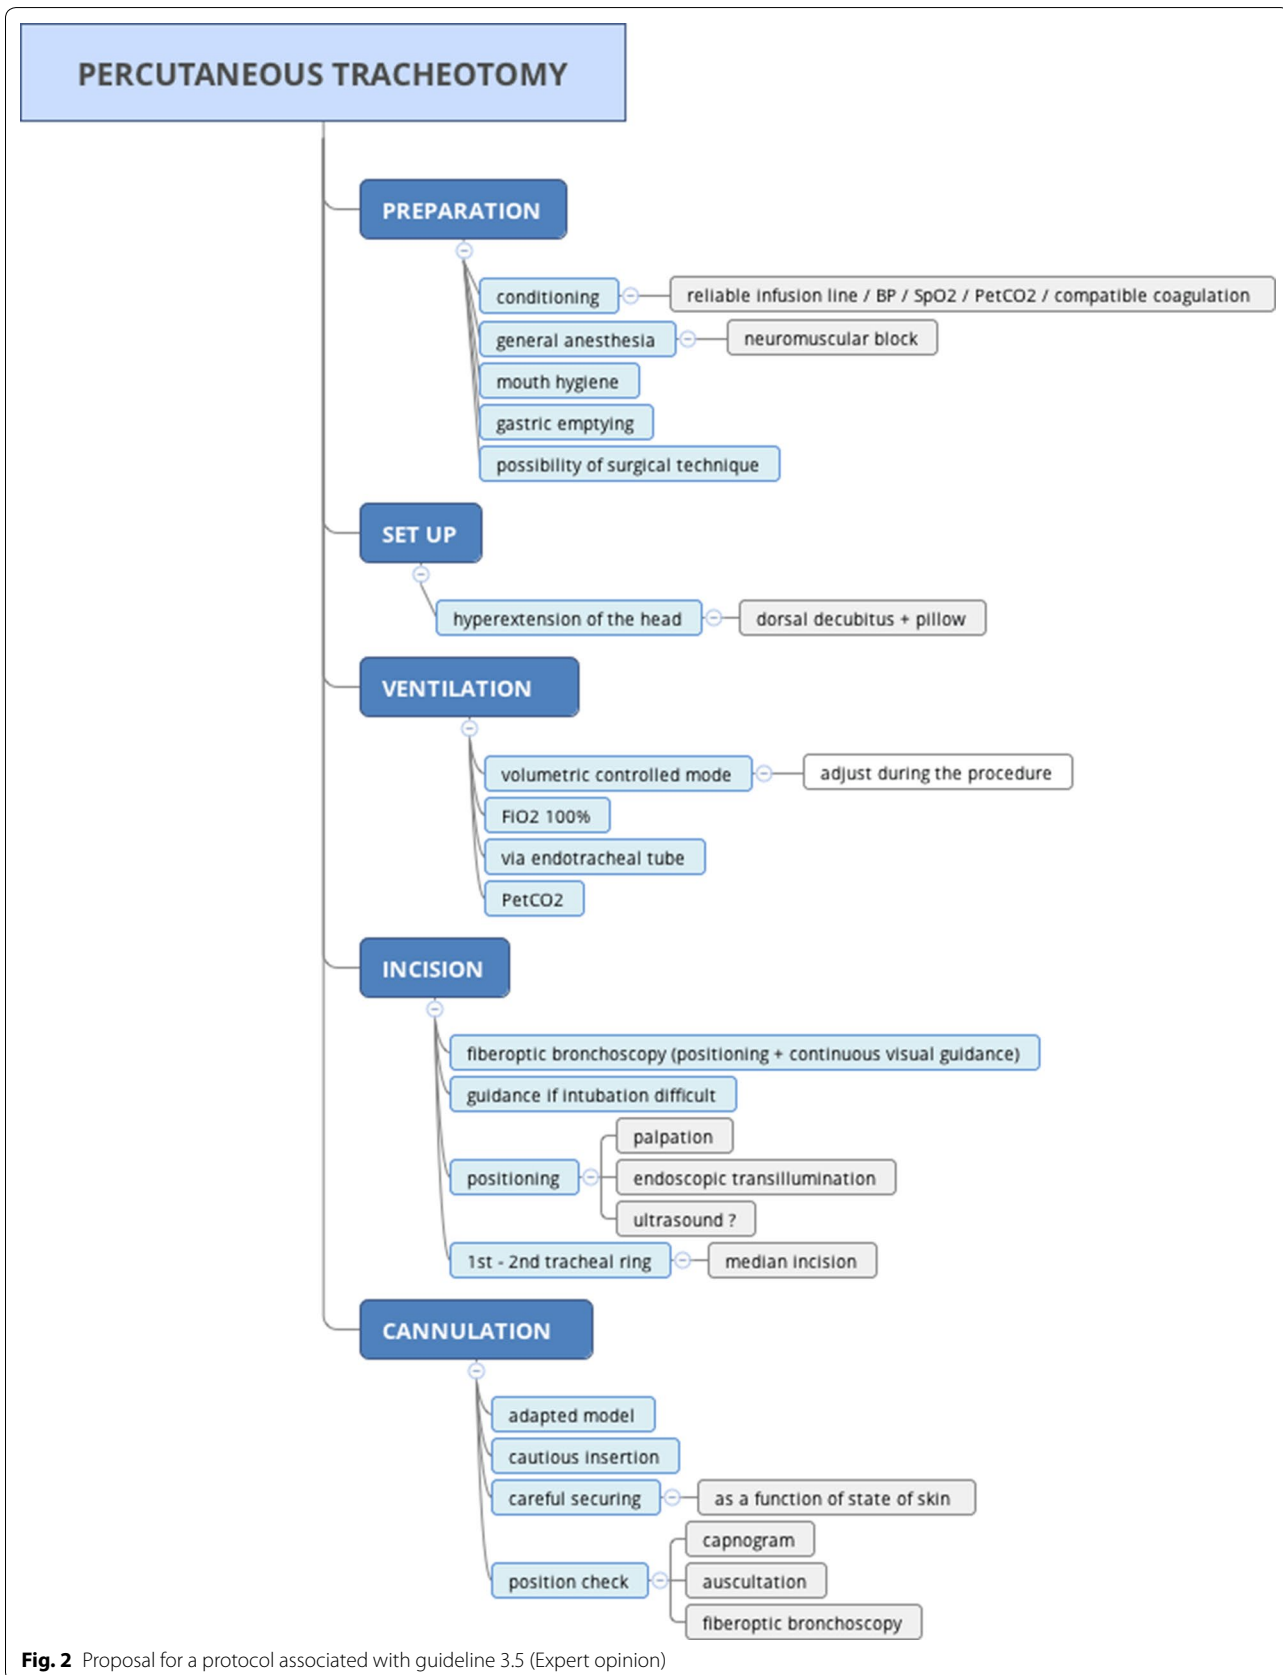 PERCUTANEOUS TRACHEOTOMY
PREPARATION
conditioning
reliable infusion line / BP / SpO2 / PetCO2 / compatible coagulation
general anesthesia
neuromuscular block
mouth hygiene
gastric emptying
possibility of surgical technique
SET UP
hyperextension of the head
dorsal decubitus + pillow
VENTILATION
volumetric controlled mode
adjust during the procedure
FiO2 100%
via endotracheal tube
PetCO2
INCISION
fiberoptic bronchoscopy (positioning + continuous visual guidance)
guidance if intubation difficult
positioning
palpation
endoscopic transillumination
ultrasound ?
1st - 2nd tracheal ring
median incision
CANNULATION
adapted model
cautious insertion
careful securing
as a function of state of skin
position check
capnogram
auscultation
fiberoptic bronchoscopy
Fig. 2 Proposal for a protocol associated with guideline 3.5 (Expert opinion)